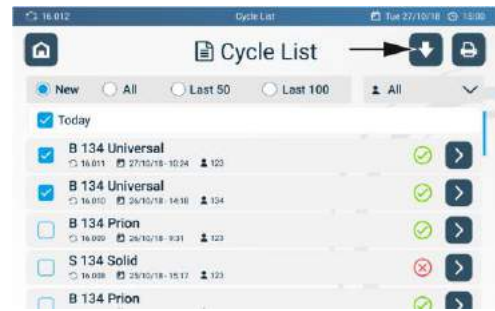 16.012 Cycle List Tue 27/10/18 15:00
Cycle List
New All Last 50 Last 100 All
Today
B 134 Universal
16.011 27/10/18- 10:24 123
B 134 Universal
16.010 26/10/18- 14:18 134
B 134 Prion
16.009 26/10/18- 9:31 123
S 134 Solid
16.008 25/10/18- 15:17 123
B 134 Prion